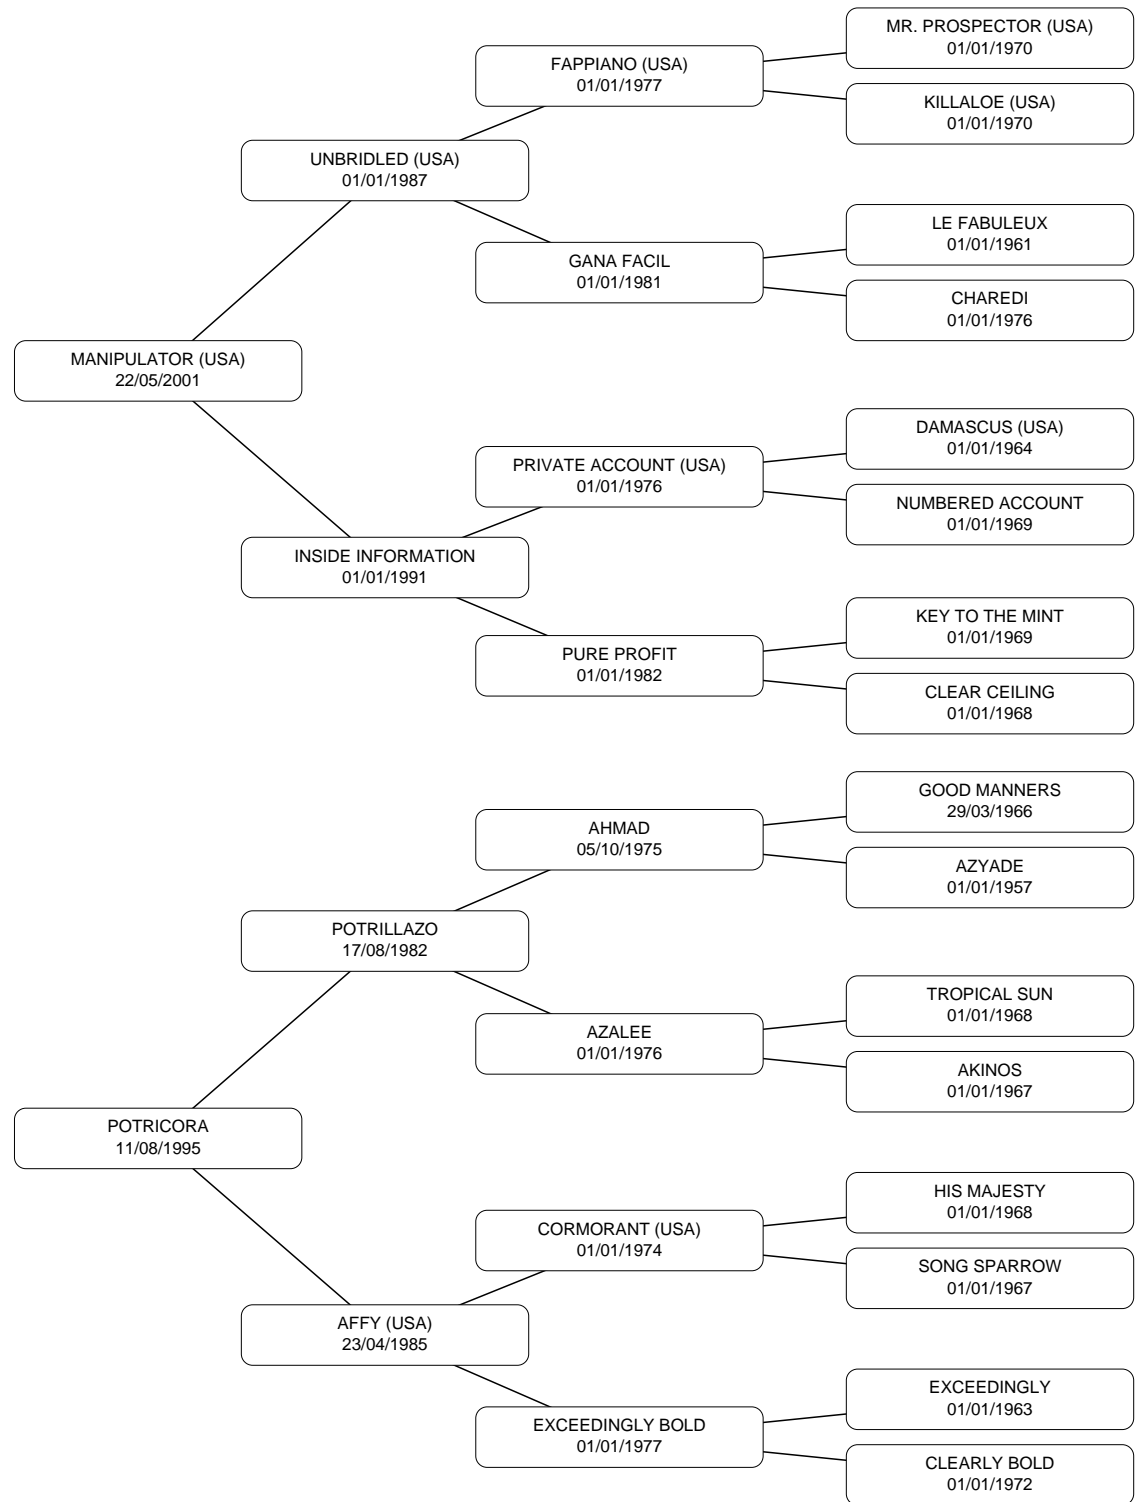 MR. PROSPECTOR (USA)
01/01/1970
FAPPIANO (USA)
01/01/1977
KILLALOE (USA)
01/01/1970
UNBRIDLED (USA)
01/01/1987
LE FABULEUX
01/01/1961
GANA FACIL
01/01/1981
CHAREDI
01/01/1976
MANIPULATOR (USA)
22/05/2001
DAMASCUS (USA)
01/01/1964
PRIVATE ACCOUNT (USA)
01/01/1976
NUMBERED ACCOUNT
01/01/1969
INSIDE INFORMATION
01/01/1991
KEY TO THE MINT
01/01/1969
PURE PROFIT
01/01/1982
CLEAR CEILING
01/01/1968
GOOD MANNERS
29/03/1966
AHMAD
05/10/1975
AZYADE
01/01/1957
POTRILLAZO
17/08/1982
TROPICAL SUN
01/01/1968
AZALEE
01/01/1976
AKINOS
01/01/1967
POTRICORA
11/08/1995
HIS MAJESTY
01/01/1968
CORMORANT (USA)
01/01/1974
SONG SPARROW
01/01/1967
AFFY (USA)
23/04/1985
EXCEEDINGLY
01/01/1963
EXCEEDINGLY BOLD
01/01/1977
CLEARLY BOLD
01/01/1972